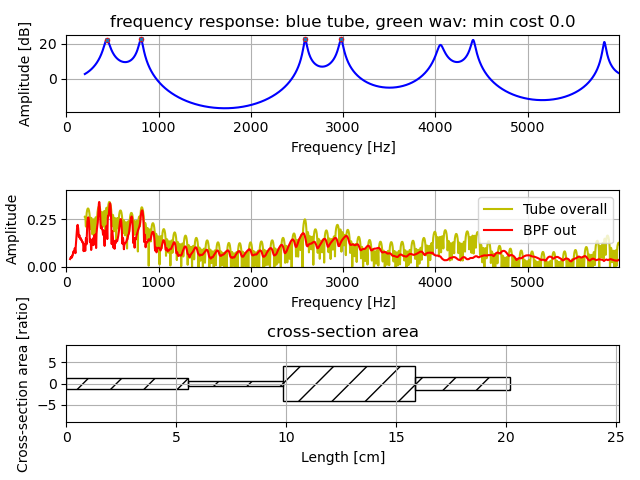 frequency response: blue tube, green wav: min cost 0.0
Amplitude [dB]
20
0
0
1000
2000
3000
4000
5000
Frequency [Hz]
Amplitude
0.25
0.00
Tube overall
BPF out
0
1000
2000
3000
4000
5000
Frequency [Hz]
cross-section area
Cross-section area [ratio]
5
0
−5
0
5
10
15
20
25
Length [cm]